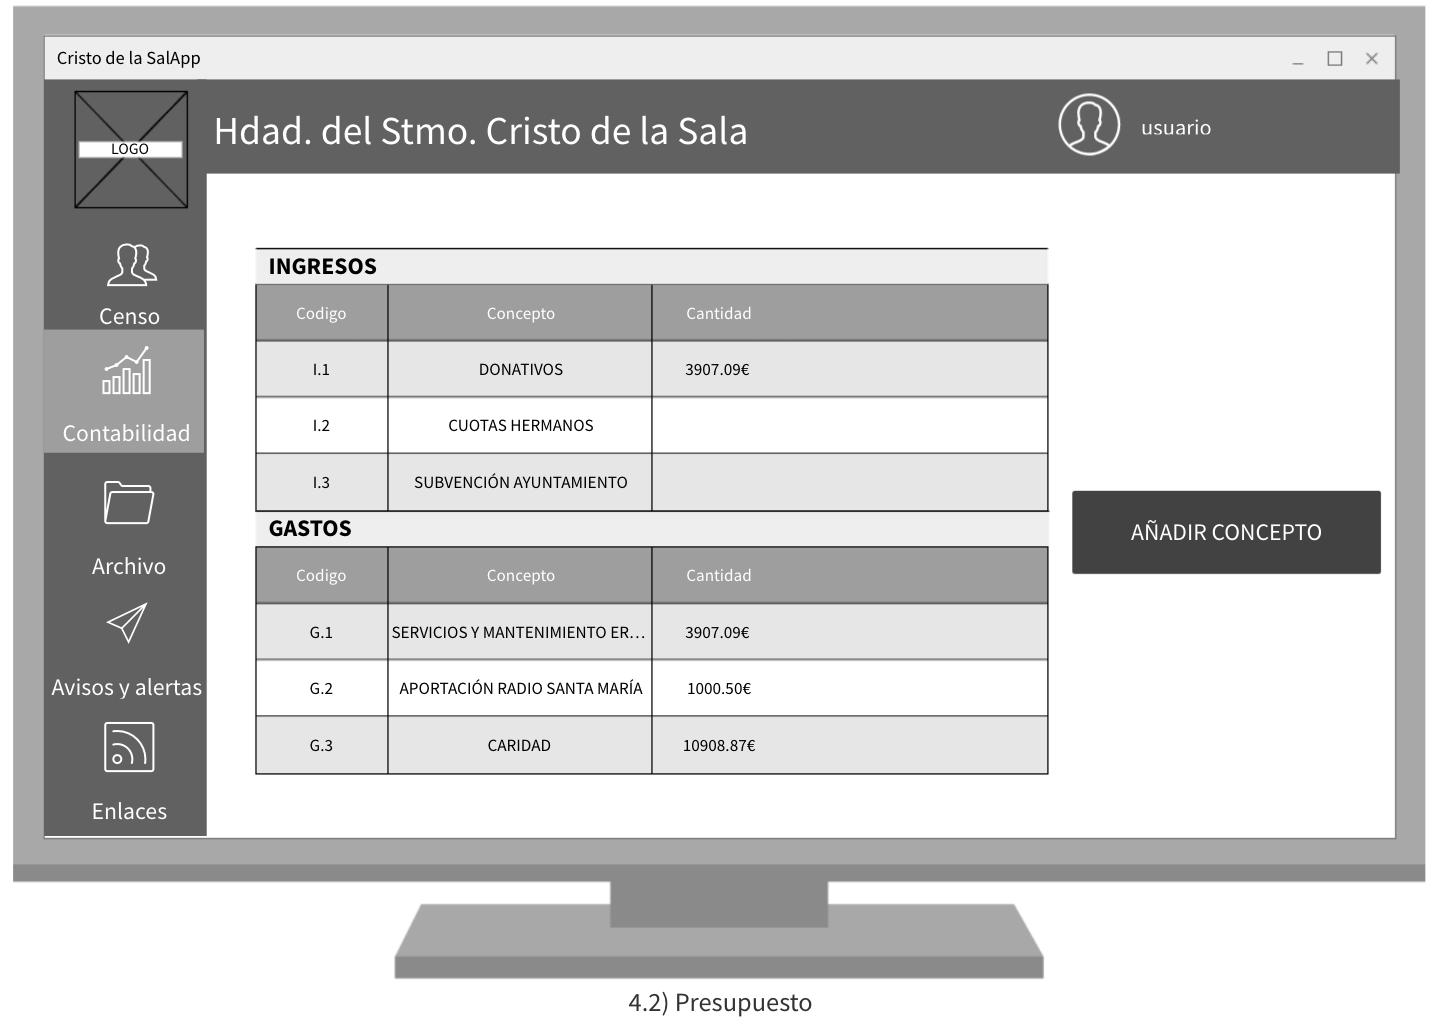 Cristo de la SalApp
LOGO
Hdad. del Stmo. Cristo de la Sala
usuario
Censo
Contabilidad
Archivo
Avisos y alertas
Enlaces
INGRESOS
Codigo Concepto Cantidad
I.1 DONATIVOS 3907.09€
I.2 CUOTAS HERMANOS
I.3 SUBVENCIÓN AYUNTAMIENTO
GASTOS
Codigo Concepto Cantidad
G.1 SERVICIOS Y MANTENIMIENTO ER...
3907.09€
G.2 APORTACIÓN RADIO SANTA MARÍA 1000.50€
G.3 CARIDAD 10908.87€
AÑADIR CONCEPTO
4.2) Presupuesto